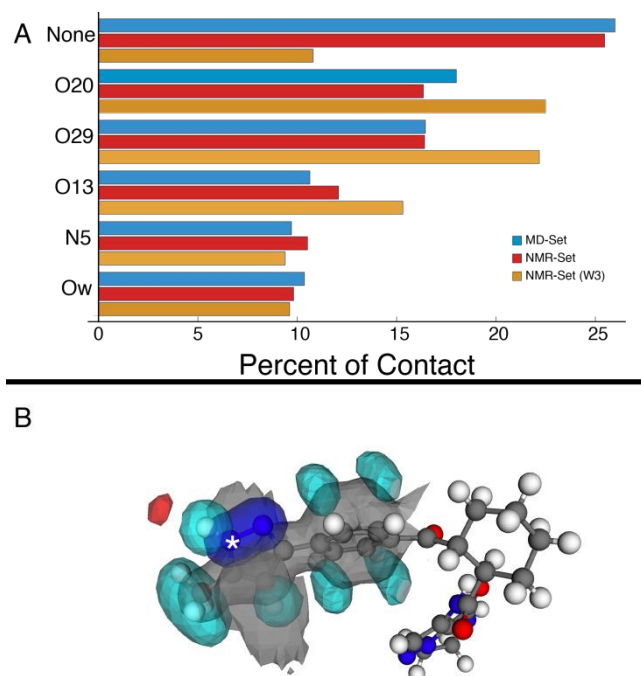 A
None
O20
O29
O13
N5
Ow
MD-Set
NMR-Set
NMR-Set (W3)
0 5 10 15 20 25
Percent of Contact
B
*